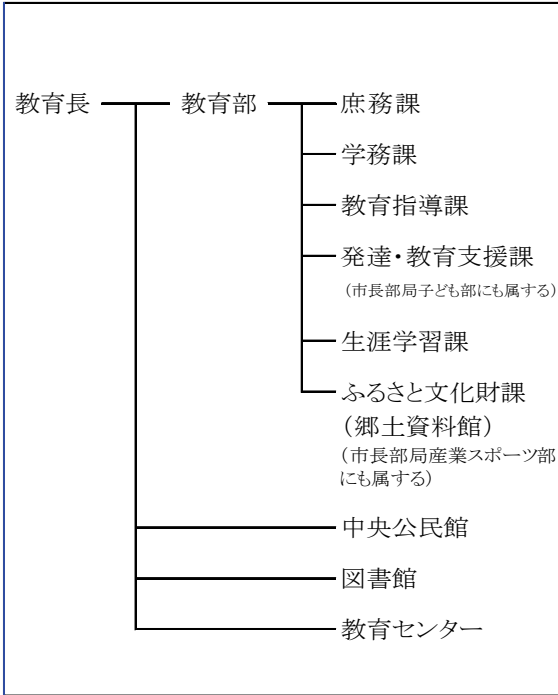 教育長 教育部 庶務課
学務課
教育指導課
発達・教育支援課
(市長部局子ども部にも属する)
生涯学習課
ふるさと文化財課
(郷土資料館)
(市長部局産業スポーツ部
にも属する)
中央公民館
図書館
教育センター